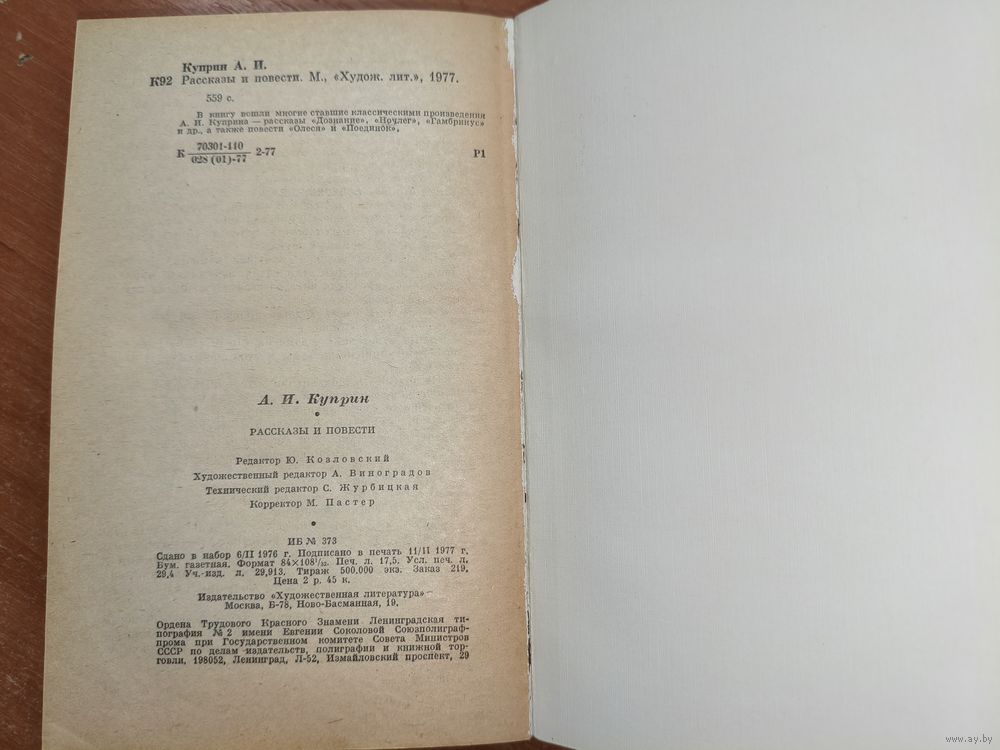 Куприн А. И.
К92 Рассказы и повести. М., «Худож. лит.», 1977.
559 с.
В книгу вошли многие ставшие классическими произведения
А. И. Куприна — рассказы «Дознание», «Ночлег», «Гамбринус»
и др., а также повести «Олеся» и «Поединок»,
К 70301-110
028 (01)-77 2-77 Р1
А. И. Куприн
РАССКАЗЫ И ПОВЕСТИ
Редактор Ю. Козловский
Художественный редактор А. Виноградов
Технический редактор С. Журбицкая
Корректор М. Пастер
ИБ № 373
Сдано в набор 6/II 1976 г. Подписано в печать 11/II 1977 г.
Бум. газетная. Формат 84×108¹/₃₂. Печ. л. 17,5. Усл. печ. л.
29,4 Уч.-изд. л. 29,913. Тираж 500,000 экз. Заказ 219.
Цена 2 р. 45 к.
Издательство «Художественная литература»
Москва, Б-78, Ново-Басманная, 19.
Ордена Трудового Красного Знамени Ленинградская ти-
пография № 2 имени Евгении Соколовой Союзполиграф-
прома при Государственном комитете Совета Министров
СССР по делам издательств, полиграфии и книжной тор-
говли, 198052, Ленинград, Л-52, Измайловский проспект, 29
www.ay.by